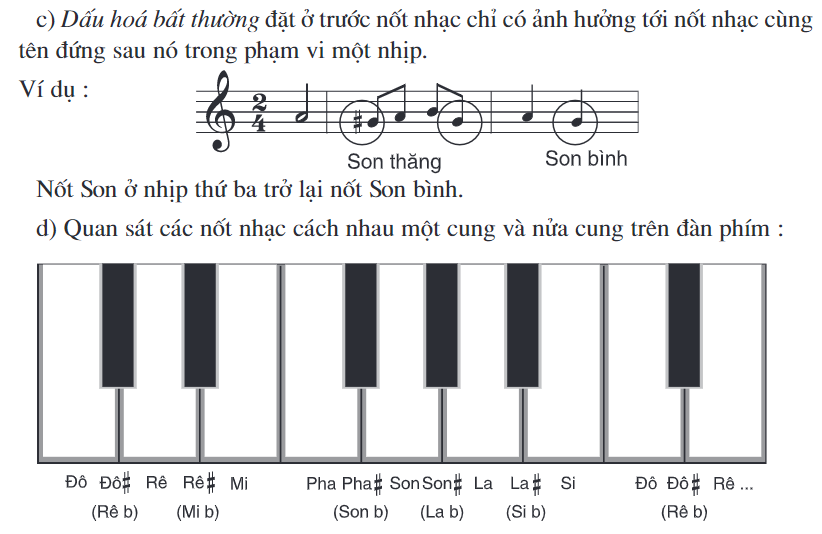 c) Dấu hoá bất thường đặt ở trước nốt nhạc chỉ có ảnh hưởng tới nốt nhạc cùng
tên đứng sau nó trong phạm vi một nhịp.
Ví dụ :
2
4
Son thăng Son bình
Nốt Son ở nhịp thứ ba trở lại nốt Son bình.
d) Quan sát các nốt nhạc cách nhau một cung và nửa cung trên đàn phím :
Đô Đô♯ Rê Rê♯ Mi Pha Pha♯ Son Son♯ La La♯ Si Đô Đô♯ Rê ...
(Rê b) (Mi b) (Son b) (La b) (Si b) (Rê b)